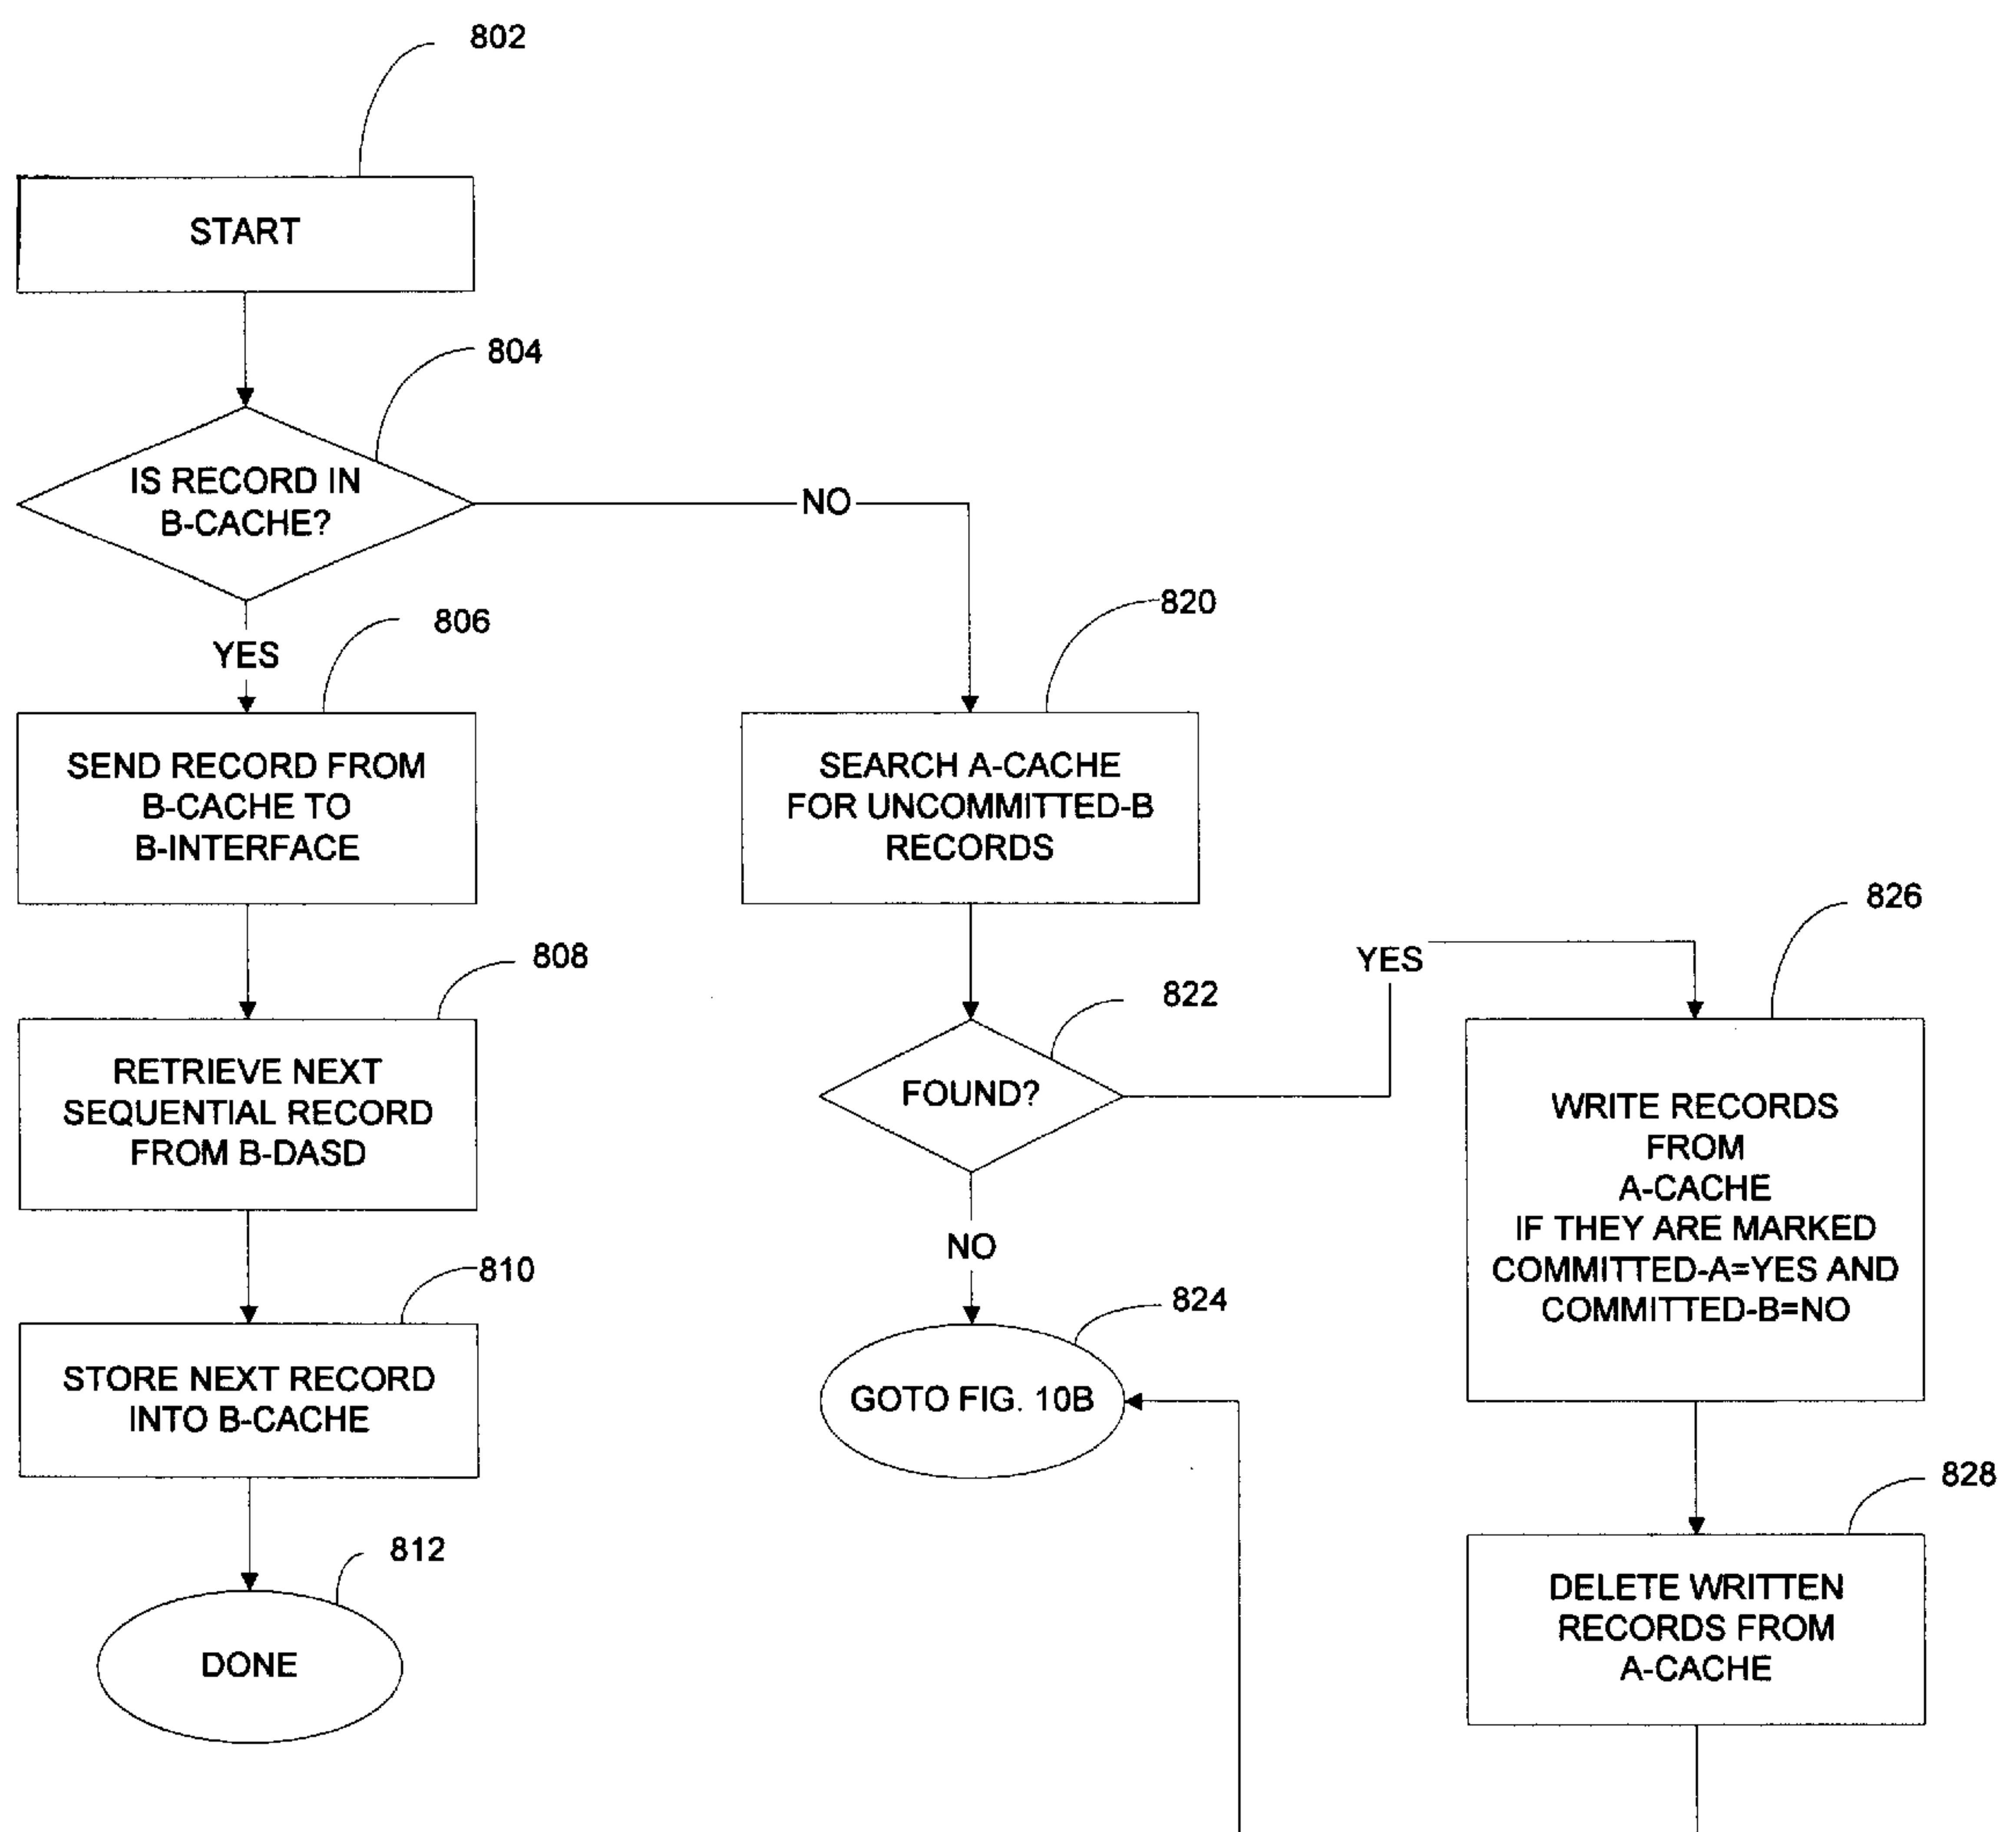 802
START
804
IS RECORD IN
B-CACHE?
NO
YES
806
SEND RECORD FROM
B-CACHE TO
B-INTERFACE
808
RETRIEVE NEXT
SEQUENTIAL RECORD
FROM B-DASD
810
STORE NEXT RECORD
INTO B-CACHE
812
DONE
820
SEARCH A-CACHE
FOR UNCOMMITTED-B
RECORDS
822
FOUND?
YES
NO
824
GOTO FIG. 10B
826
WRITE RECORDS
FROM
A-CACHE
IF THEY ARE MARKED
COMMITTED-A=YES AND
COMMITTED-B=NO
828
DELETE WRITTEN
RECORDS FROM
A-CACHE